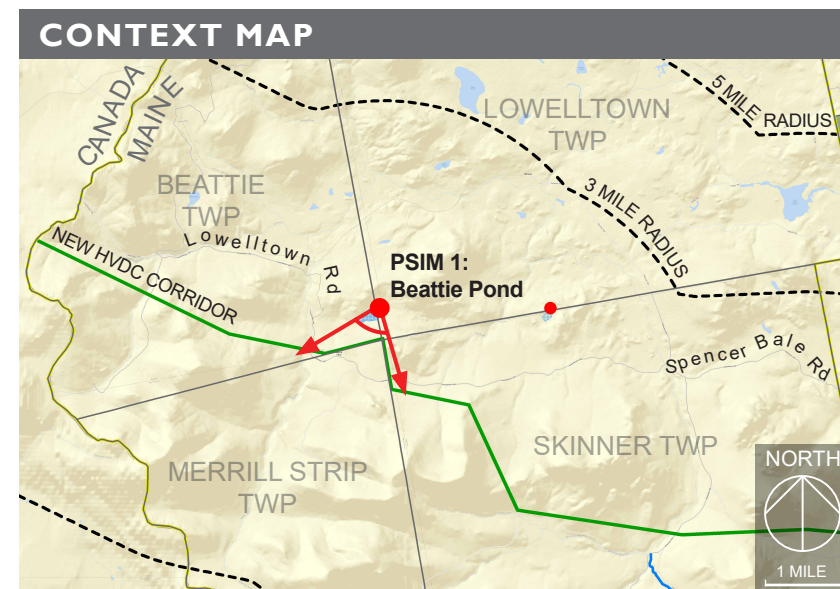 CONTEXT MAP
CANADA
MAINE
5 MILE RADIUS
LOWELLTOWN
TWP
BEATTIE
TWP
3 MILE RADIUS
Lowelltown Rd
NEW HVDC CORRIDOR
PSIM 1:
Beattie Pond
Spencer Bale Rd
SKINNER TWP
MERRILL STRIP
TWP
NORTH
1 MILE